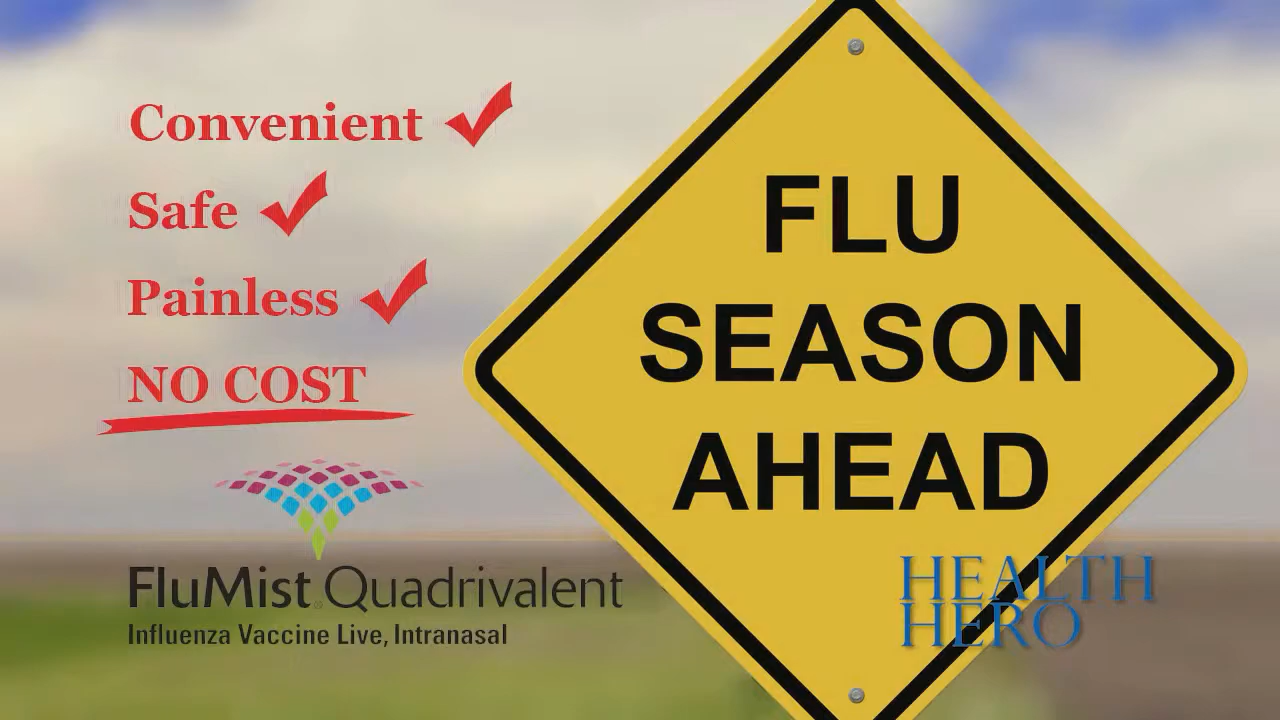 Convenient
Safe
Painless
NO COST
FLU
SEASON
AHEAD
FluMist® Quadrivalent
Influenza Vaccine Live, Intranasal
HEALTH
HERO